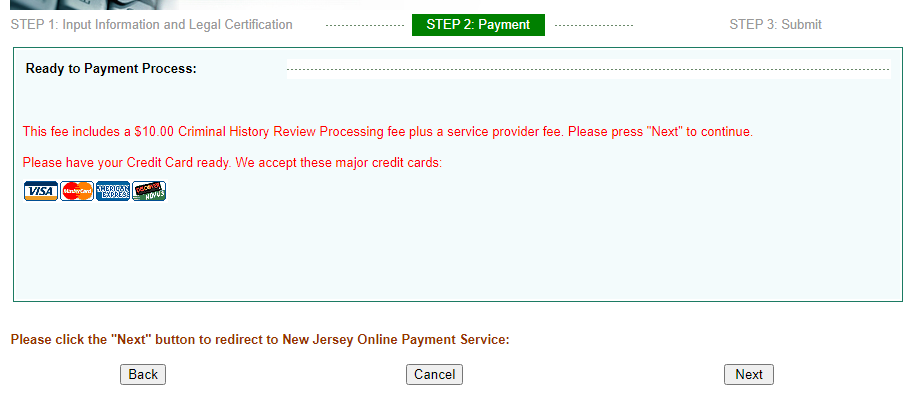 STEP 1: Input Information and Legal Certification STEP 2: Payment STEP 3: Submit
Ready to Payment Process:
This fee includes a $10.00 Criminal History Review Processing fee plus a service provider fee. Please press "Next" to continue.
Please have your Credit Card ready. We accept these major credit cards:
VISA MasterCard AMERICAN EXPRESS DISCOVER NOVUS
Please click the "Next" button to redirect to New Jersey Online Payment Service:
Back Cancel Next